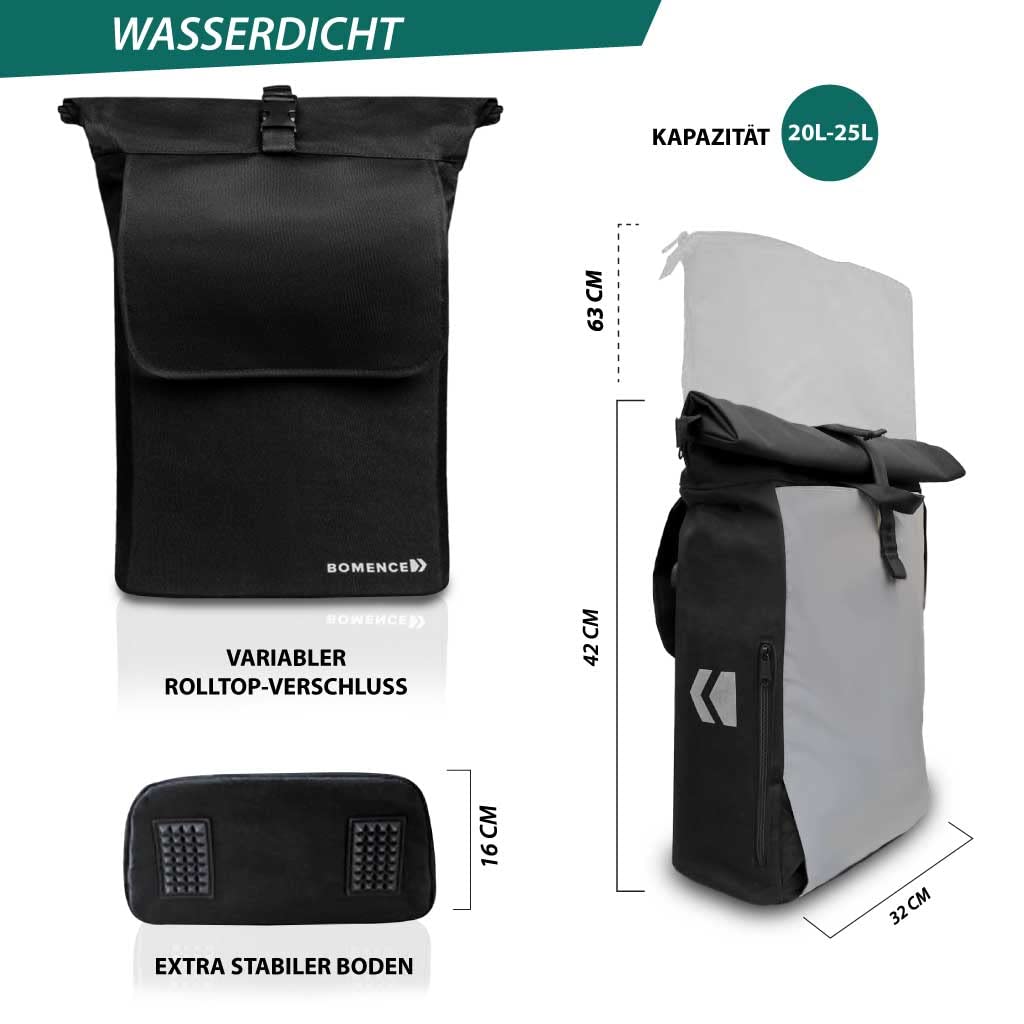 WASSERDICHT
KAPAZITÄT
20L-25L
63 CM
42 CM
BOMENCE
VARIABLER
ROLLTOP-VERSCHLUSS
16 CM
32 CM
EXTRA STABILER BODEN